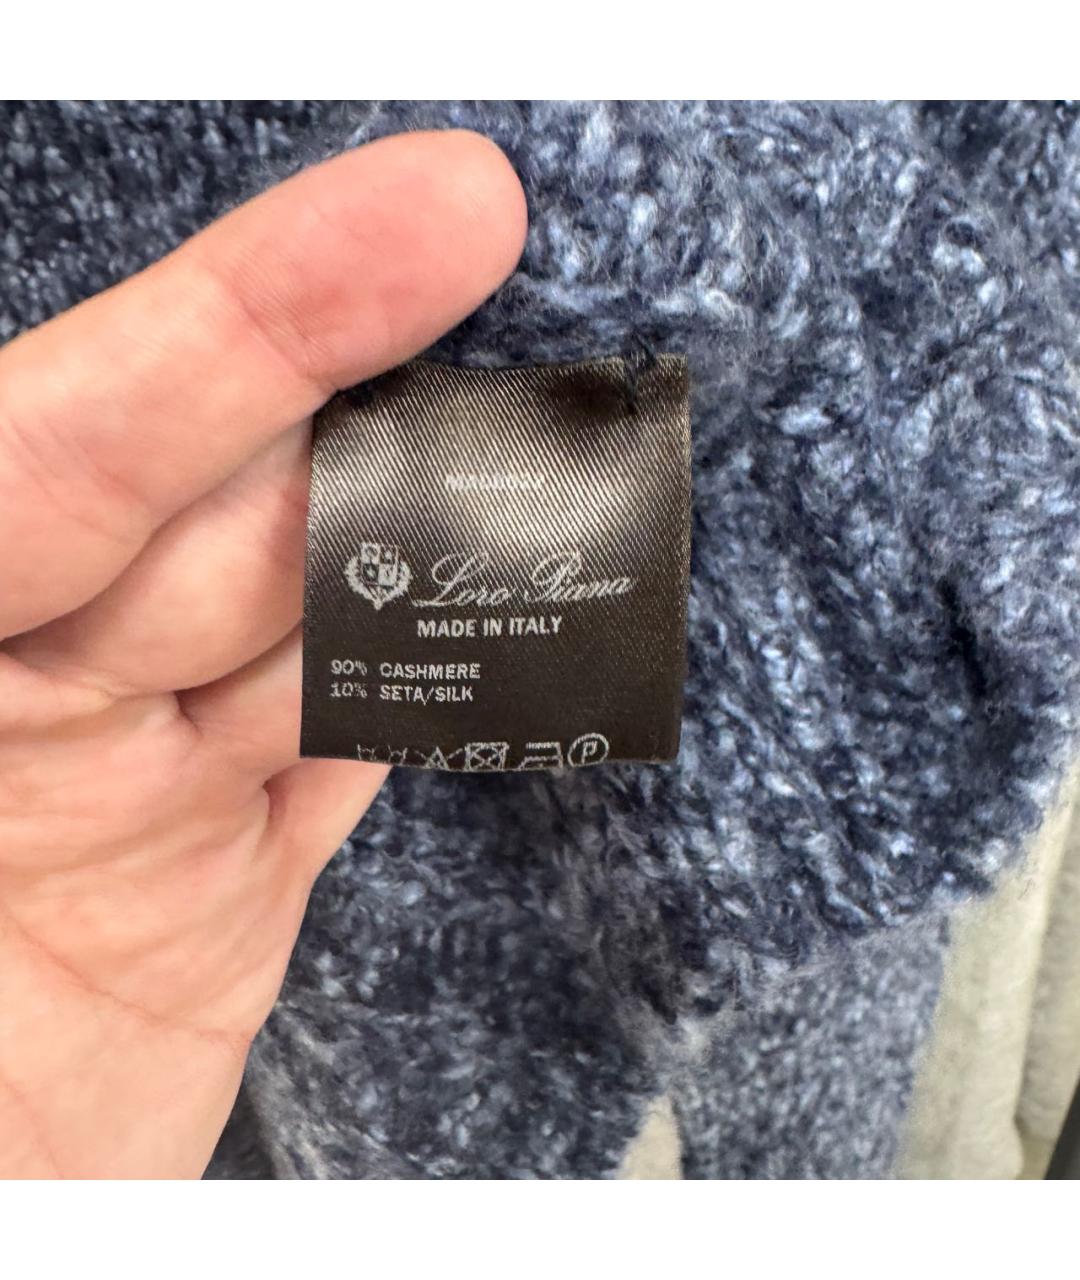 Loro Piana
MADE IN ITALY
90% CASHMERE
10% SETA/SILK
P